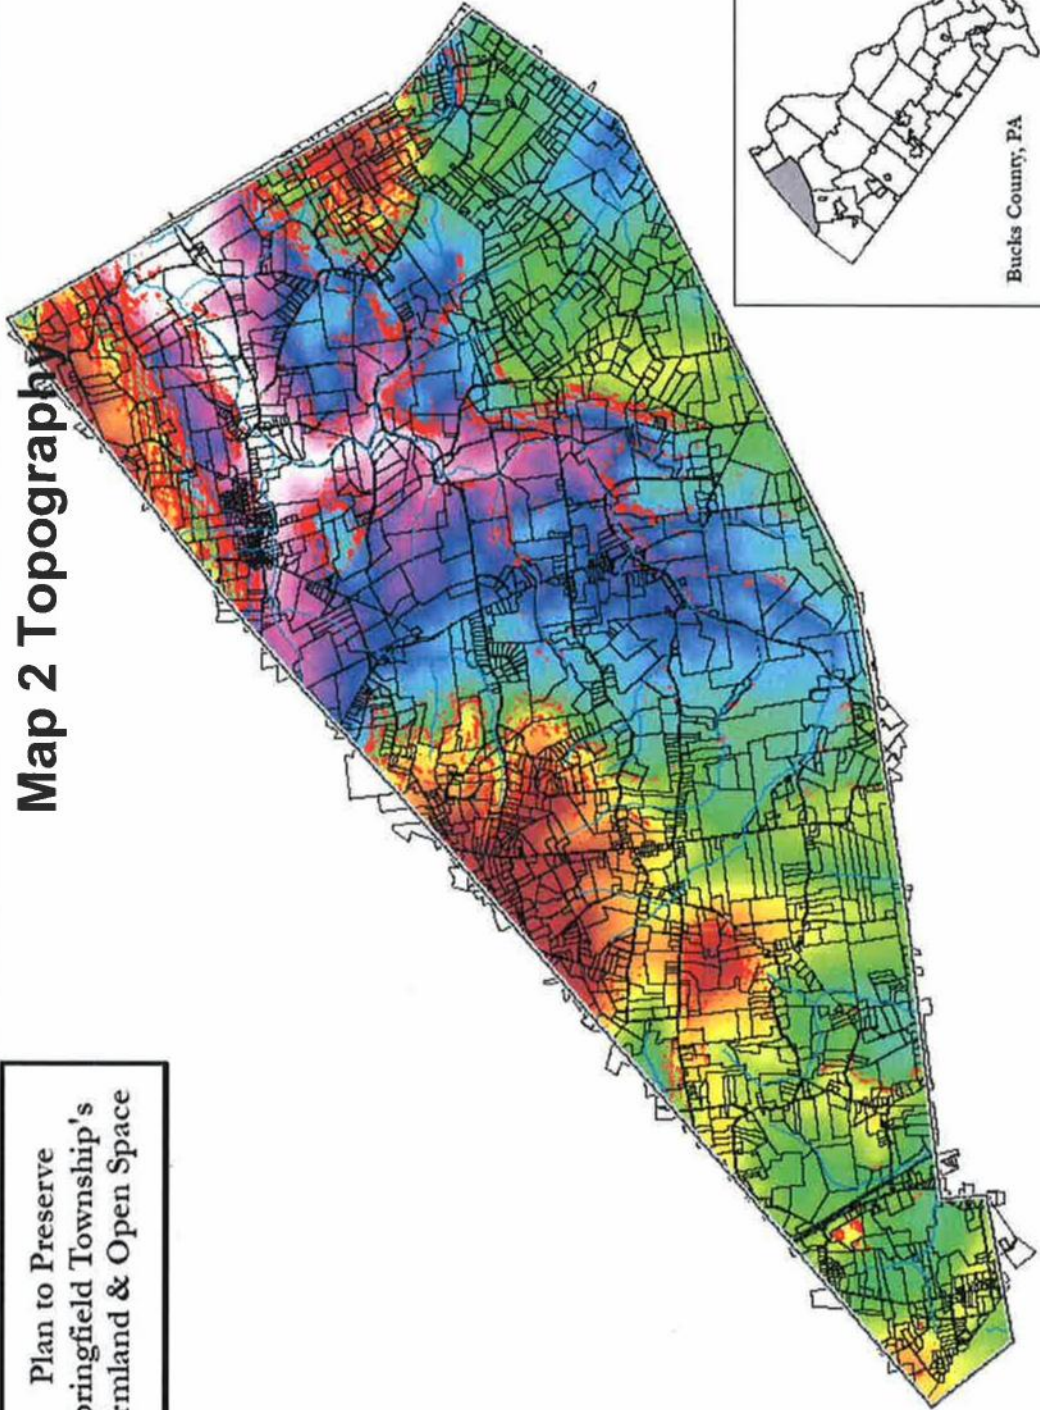 Map 2 Topography
Plan to Preserve
pringfield Township's
rmland & Open Space
Bucks County, PA